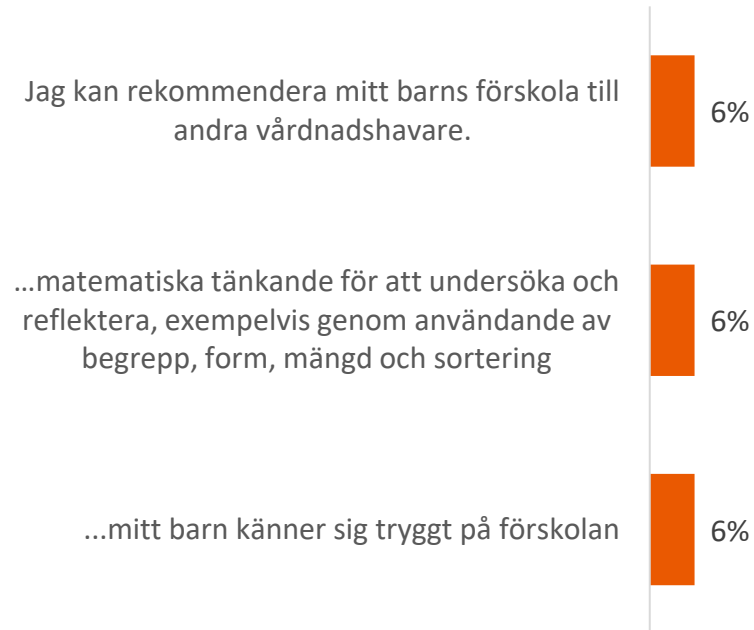 Jag kan rekommendera mitt barns förskola till
andra vårdnadshavare.
6%
...matematiska tänkande för att undersöka och
reflektera, exempelvis genom användande av
begrepp, form, mängd och sortering
6%
...mitt barn känner sig tryggt på förskolan
6%